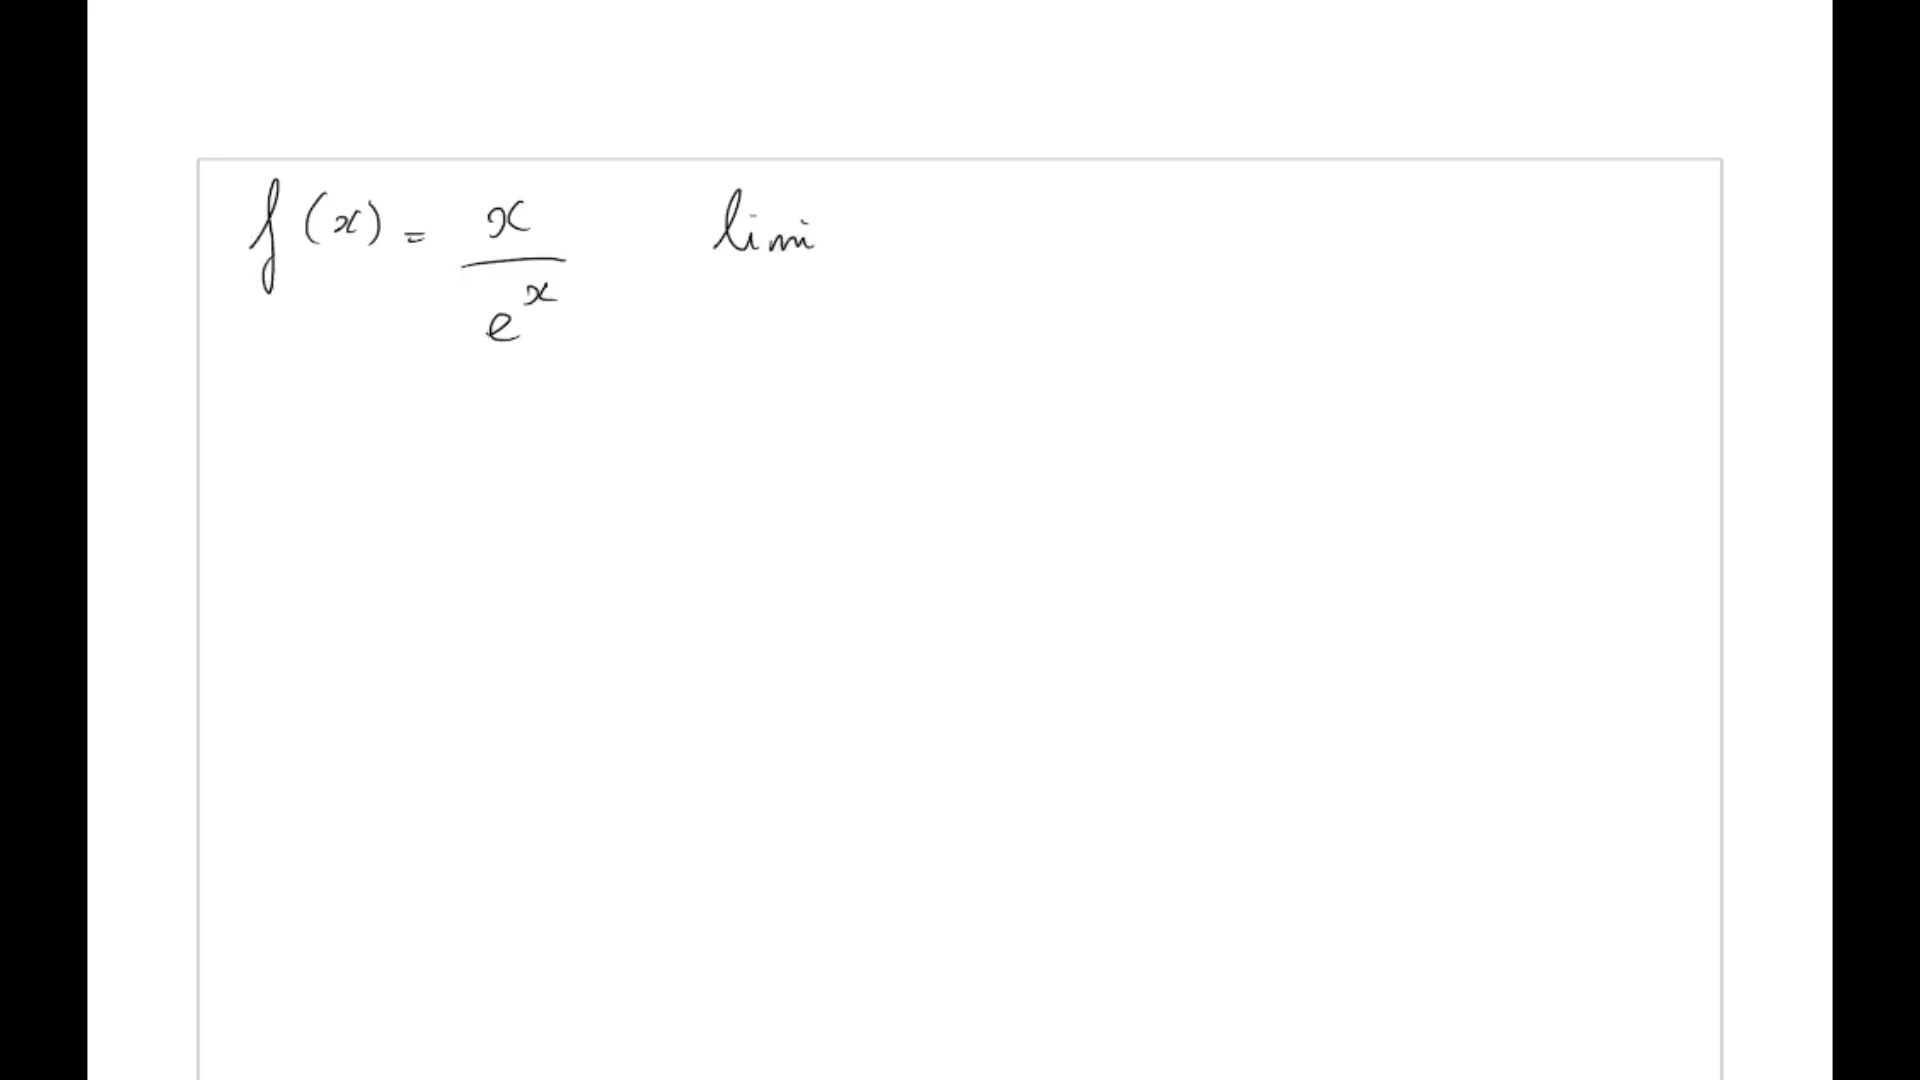 f(x) = x/e^x limi